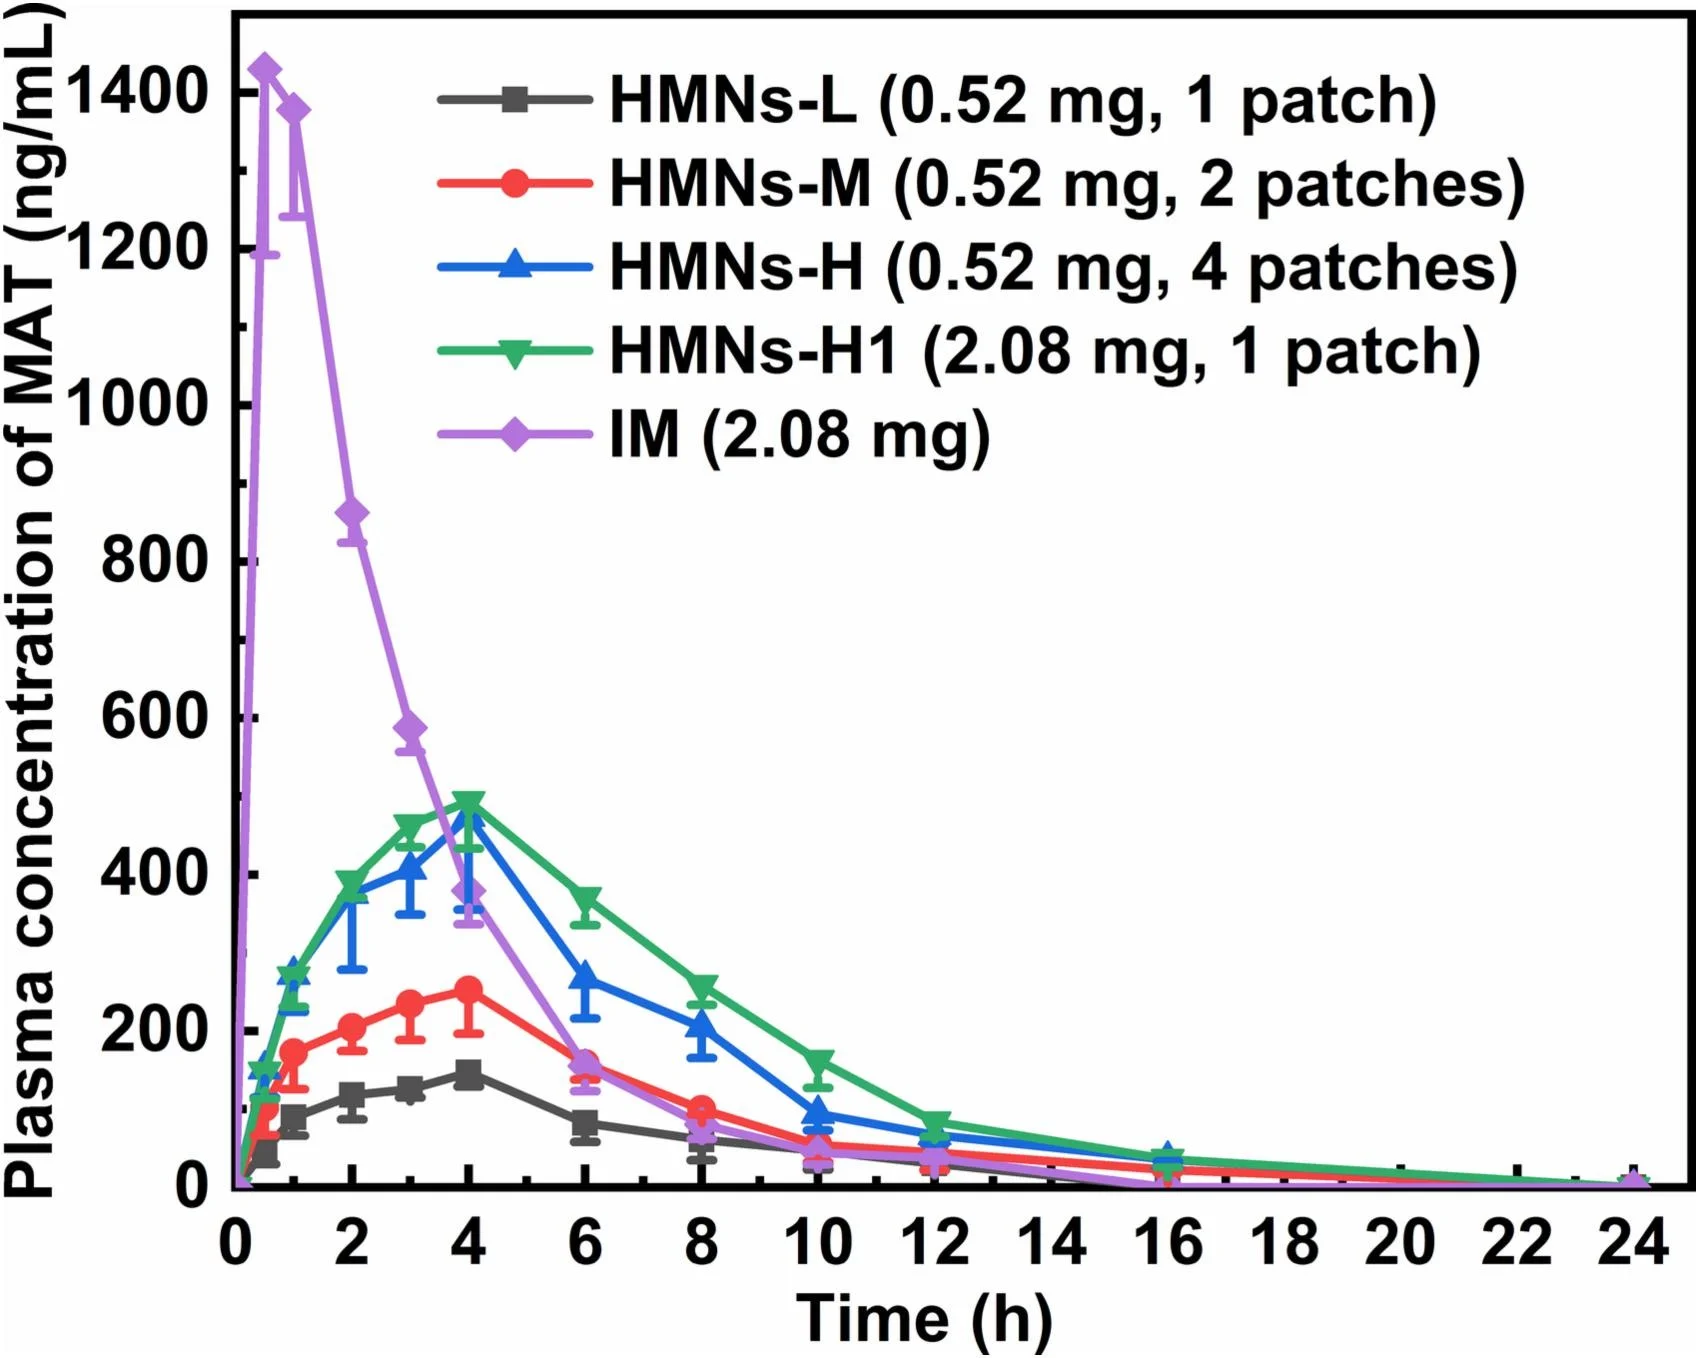 Plasma concentration of MAT (ng/mL)
1400
1200
1000
800
600
400
200
0
HMNs-L (0.52 mg, 1 patch)
HMNs-M (0.52 mg, 2 patches)
HMNs-H (0.52 mg, 4 patches)
HMNs-H1 (2.08 mg, 1 patch)
IM (2.08 mg)
0 2 4 6 8 10 12 14 16 18 20 22 24
Time (h)